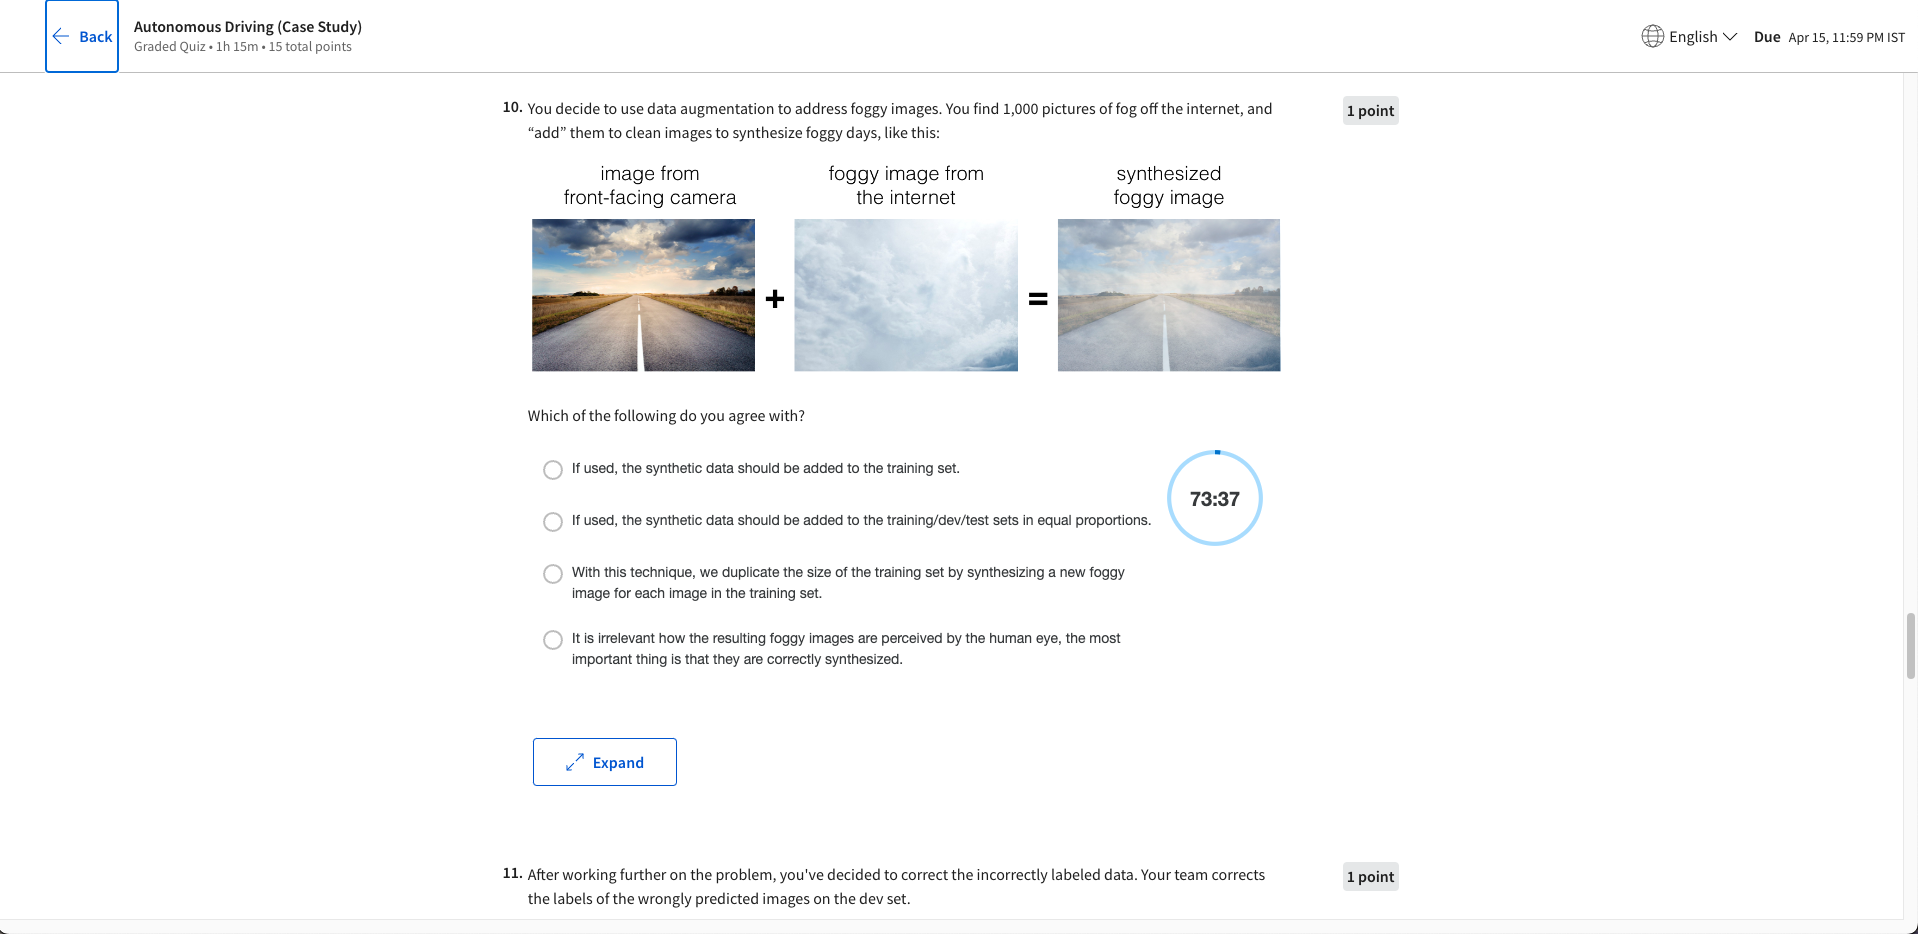 Back
Autonomous Driving (Case Study)
Graded Quiz • 1h 15m • 15 total points
English
Due Apr 15, 11:59 PM IST
10. You decide to use data augmentation to address foggy images. You find 1,000 pictures of fog off the internet, and
“add” them to clean images to synthesize foggy days, like this:
1 point
image from
front-facing camera
foggy image from
the internet
synthesized
foggy image
+
=
Which of the following do you agree with?
If used, the synthetic data should be added to the training set.
If used, the synthetic data should be added to the training/dev/test sets in equal proportions.
73:37
With this technique, we duplicate the size of the training set by synthesizing a new foggy
image for each image in the training set.
It is irrelevant how the resulting foggy images are perceived by the human eye, the most
important thing is that they are correctly synthesized.
Expand
11. After working further on the problem, you've decided to correct the incorrectly labeled data. Your team corrects
the labels of the wrongly predicted images on the dev set.
1 point